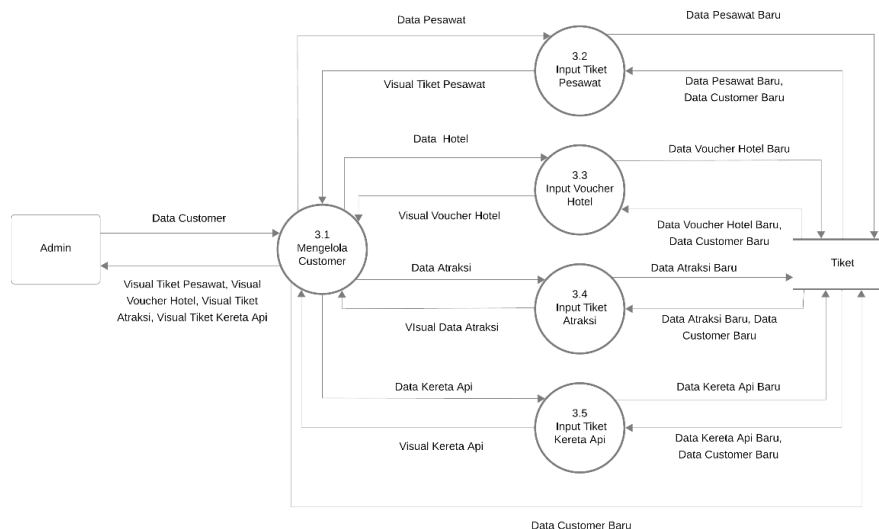 Data Pesawat
Data Pesawat Baru
3.2
Input Tiket
Pesawat
Visual Tiket Pesawat
Data Pesawat Baru,
Data Customer Baru
Data Hotel
Data Voucher Hotel Baru
3.3
Input Voucher
Hotel
Visual Voucher Hotel
Data Voucher Hotel Baru,
Data Customer Baru
Data Customer
Admin
3.1
Mengelola
Customer
Tiket
Visual Tiket Pesawat, Visual
Voucher Hotel, Visual Tiket
Atraksi, Visual Tiket Kereta Api
Data Atraksi
Data Atraksi Baru
3.4
Input Tiket
Atraksi
VIsual Data Atraksi
Data Atraksi Baru, Data
Customer Baru
Data Kereta Api
Data Kereta Api Baru
3.5
Input Tiket
Kereta Api
Visual Kereta Api
Data Kereta Api Baru,
Data Customer Baru
Data Customer Baru